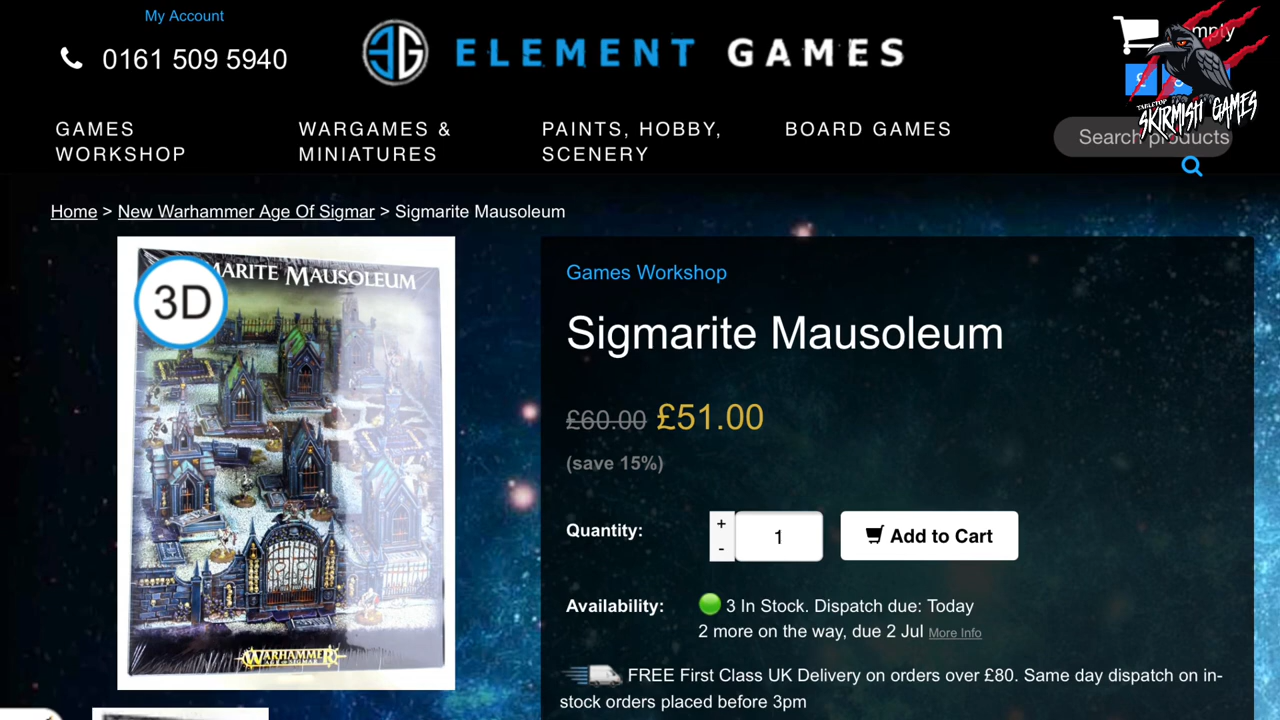 My Account
0161 509 5940
ELEMENT GAMES
TABLETOP
SKIRMISH GAMES
GAMES WORKSHOP
WARGAMES & MINIATURES
PAINTS, HOBBY, SCENERY
BOARD GAMES
Search products
Home > New Warhammer Age Of Sigmar > Sigmarite Mausoleum
MAUSOLEUM
3D
WARHAMMER
AGE OF SIGMAR
Games Workshop
Sigmarite Mausoleum
£60.00 £51.00
(save 15%)
Quantity:
+
-
1
Add to Cart
Availability:
3 In Stock. Dispatch due: Today
2 more on the way, due 2 Jul More Info
FREE First Class UK Delivery on orders over £80. Same day dispatch on in-
stock orders placed before 3pm